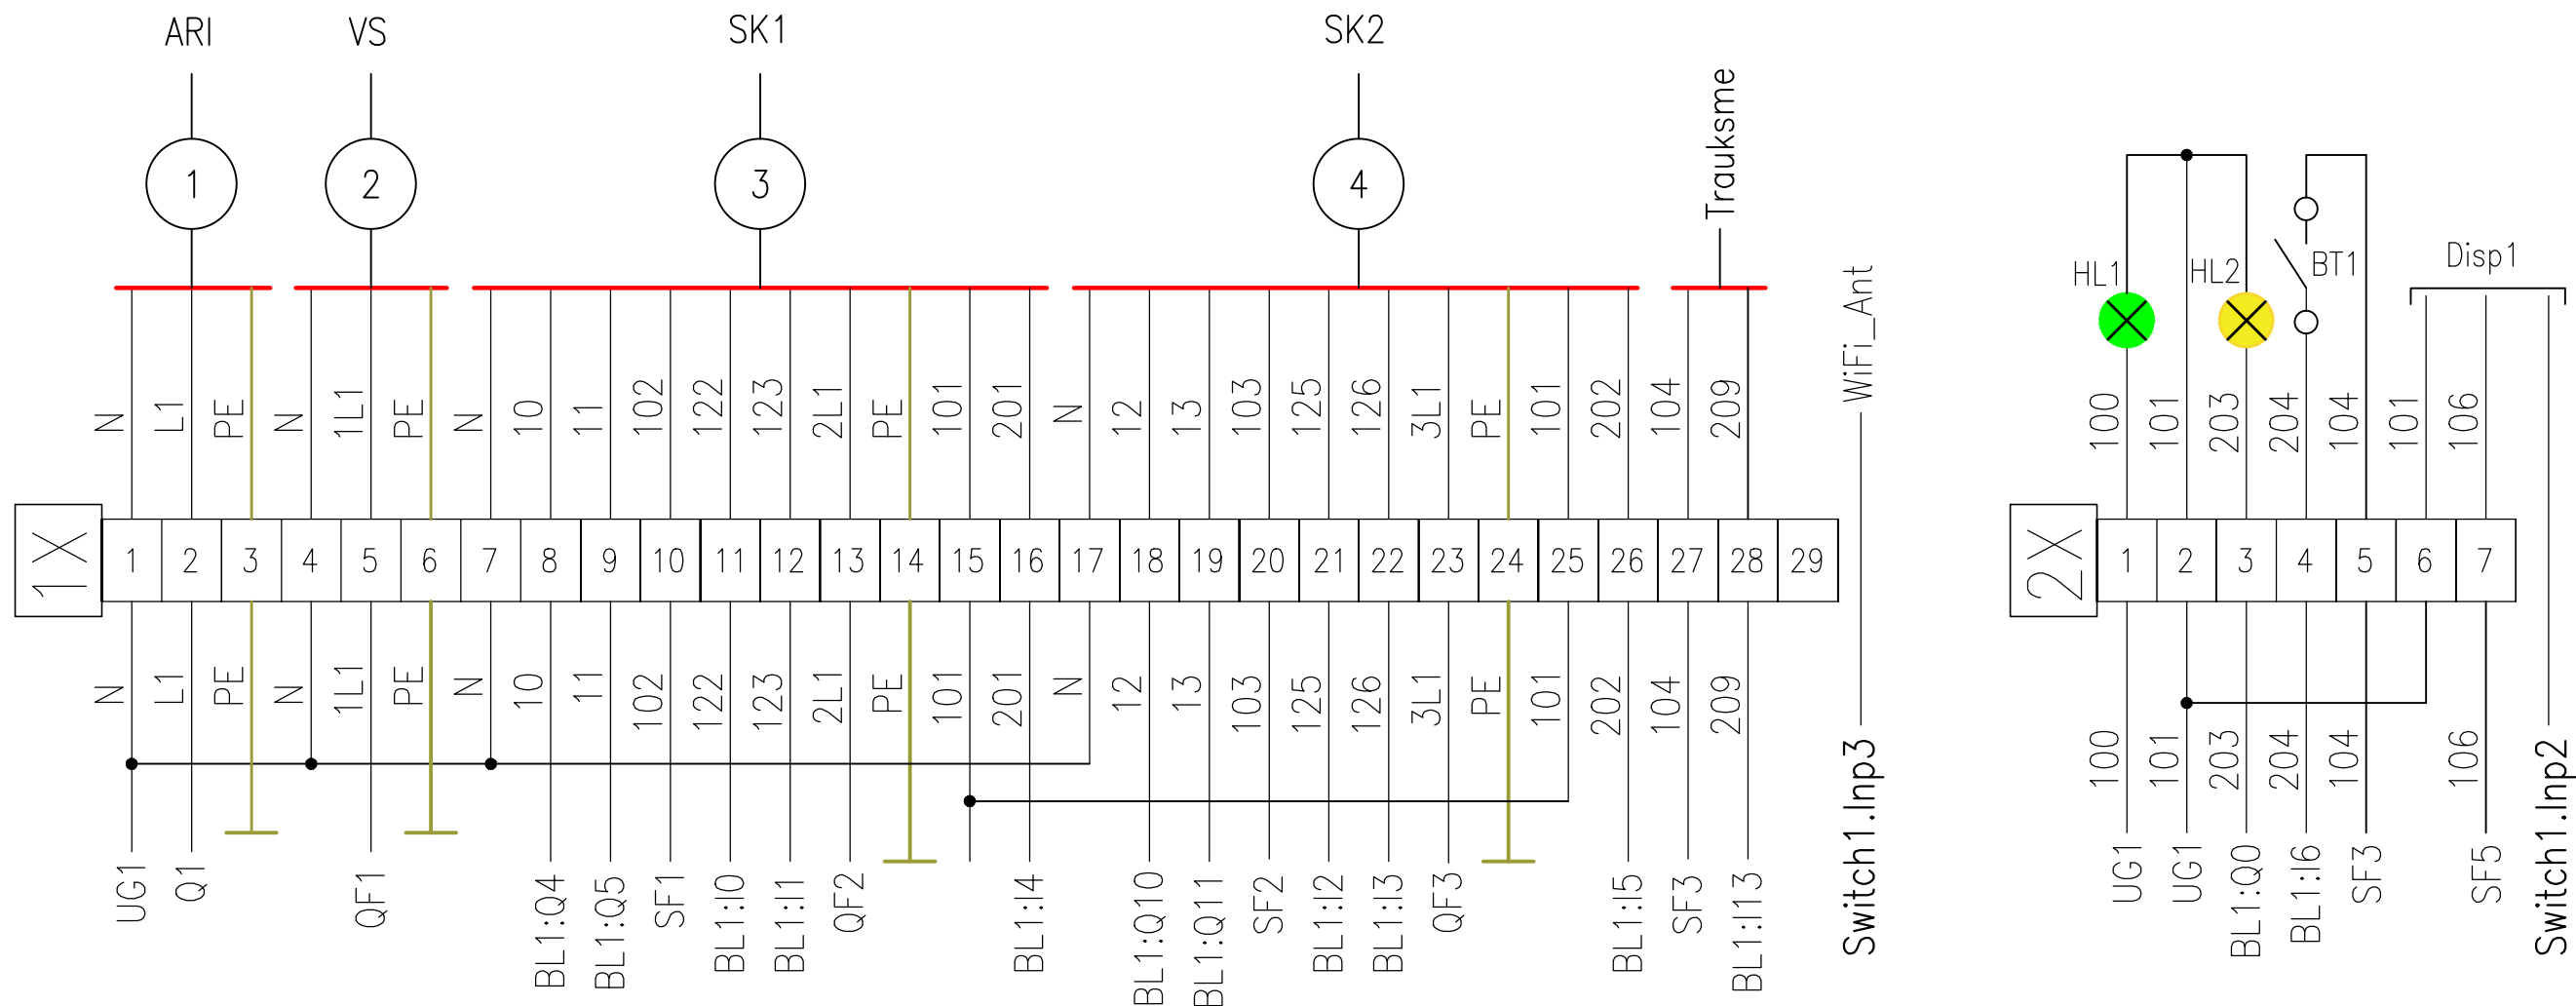 ARI VS SK1 SK2 Trauksme
1 2 3 4
WiFi_Ant
HL1 HL2 BT1 Disp1
N L1 PE N 1L1 PE N 10 11 102 122 123 2L1 PE 101 201 N 12 13 103 125 126 3L1 PE 101 202 104 209
100 101 203 204 104 101 106
1X 1 2 3 4 5 6 7 8 9 10 11 12 13 14 15 16 17 18 19 20 21 22 23 24 25 26 27 28 29
2X 1 2 3 4 5 6 7
N L1 PE N 1L1 PE N 10 11 102 122 123 2L1 PE 101 201 N 12 13 103 125 126 3L1 PE 101 202 104 209
100 101 203 204 104 106
UG1 Q1 QF1 BL1:Q4 BL1:Q5 SF1 BL1:I0 BL1:I1 QF2 BL1:I4 BL1:Q10 BL1:Q11 SF2 BL1:I2 BL1:I3 QF3 BL1:I5 SF3 BL1:I13
Switch1.Inp3
UG1 UG1 BL1:Q0 BL1:I6 SF3 SF5
Switch1.Inp2